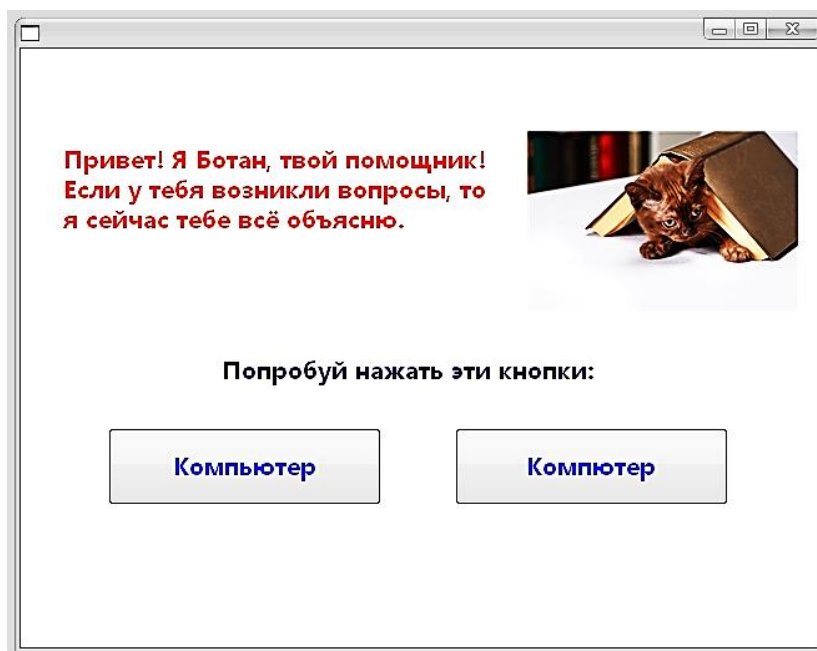 Привет! Я Ботан, твой помощник!
Если у тебя возникли вопросы, то
я сейчас тебе всё объясню.
Попробуй нажать эти кнопки:
Компьютер
Компютер